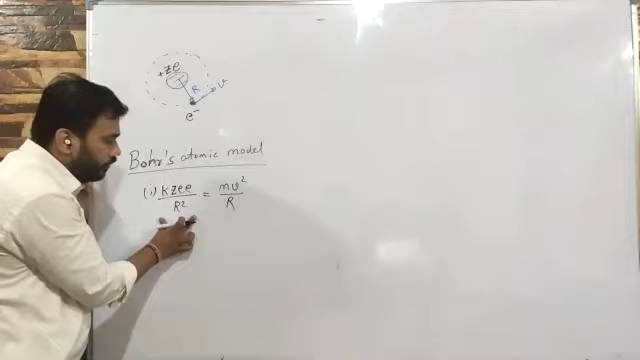 +ze
R
v
e⁻
Bohr's atomic model
(i) kzee/R² = mv²/R